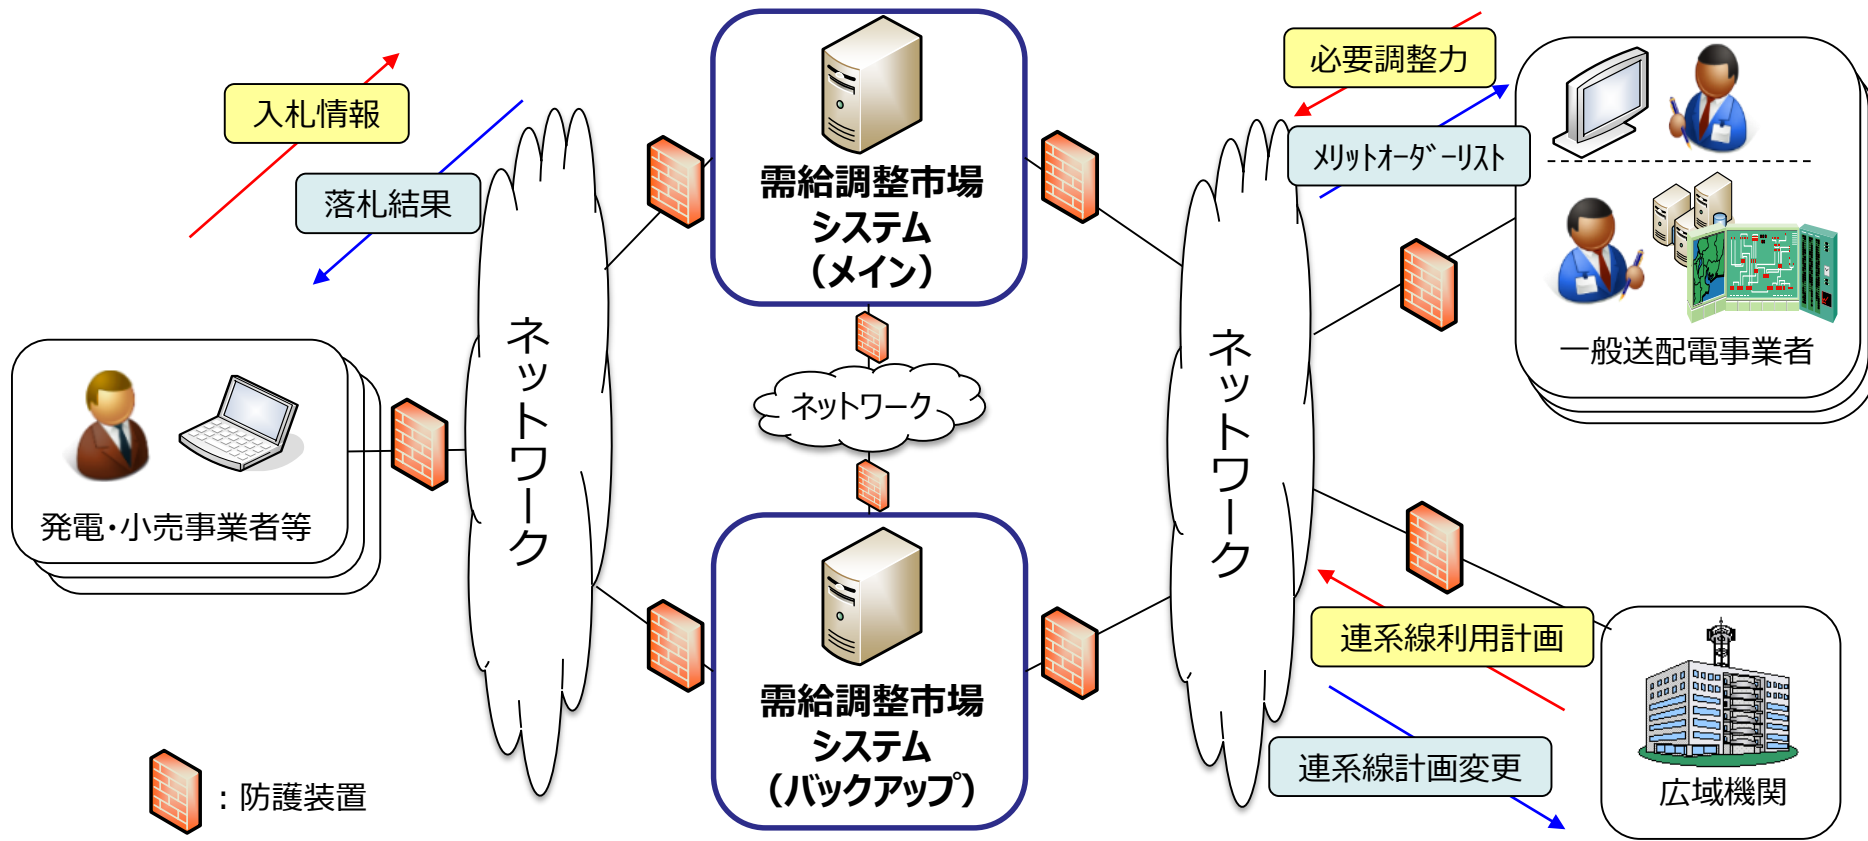 入札情報
落札結果
需給調整市場
システム
（メイン）
必要調整力
ﾒﾘｯﾄｵｰﾀﾞｰﾘｽﾄ
一般送配電事業者
ネットワーク
ネットワーク
ネットワーク
発電・小売事業者等
需給調整市場
システム
（バックアップ）
連系線利用計画
連系線計画変更
広域機関
：防護装置